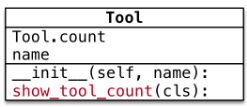 Tool
Tool.count
name
__init__(self, name):
show_tool_count(cls):